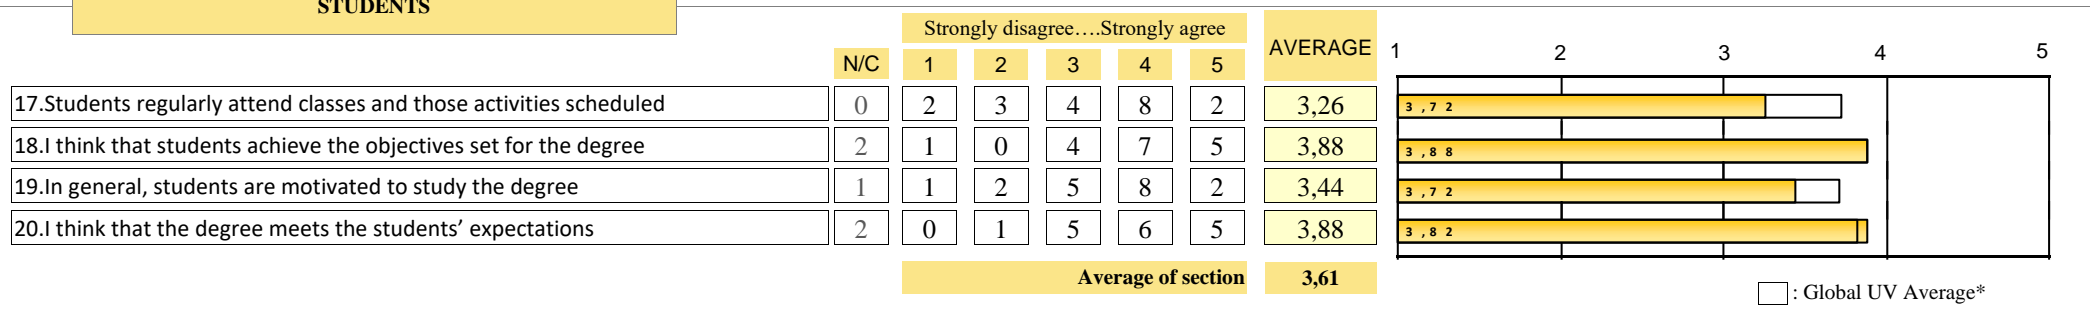 STUDENTS
Strongly disagree….Strongly agree
AVERAGE
1 2 3 4 5
N/C 1 2 3 4 5
17.Students regularly attend classes and those activities scheduled 0 2 3 4 8 2 3,26 3,72
18.I think that students achieve the objectives set for the degree 2 1 0 4 7 5 3,88 3,88
19.In general, students are motivated to study the degree 1 1 2 5 8 2 3,44 3,72
20.I think that the degree meets the students’ expectations 2 0 1 5 6 5 3,88 3,82
Average of section 3,61
: Global UV Average*